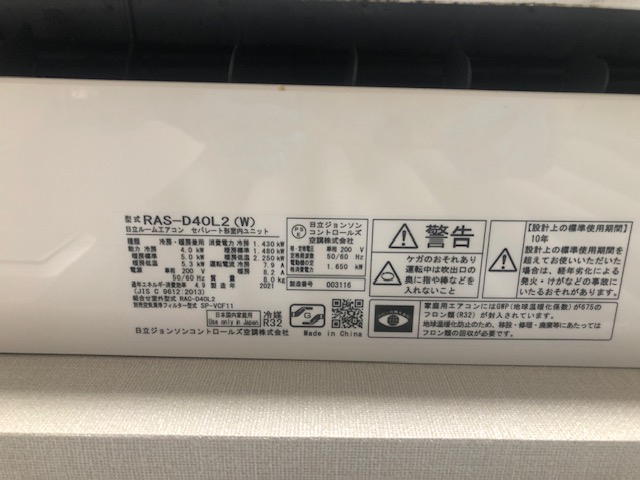 型式 RAS-D40L2 (W)
日立ルームエアコン セパレート形室内ユニット
種類 冷房・暖房兼用
能力 冷房 4.0 kW
暖房標準 5.0 kW
暖房低温 5.3 kW
電源 単相 200 V
50/60 Hz
通年エネルギー消費効率 4.9
(JIS C 9612:2013)
消費電力 冷房 1.430 kW
暖房標準 1.480 kW
暖房低温 2.250 kW
運転電流 冷房 7.9 A
暖房 8.2 A
質量 8.0 kg
2021
組合せ室外型式 RAC-D40L2
別売空気清浄フィルター型式 SP-VCF11
日本国内家庭用
Use only in Japan
冷媒
R32
日立ジョンソンコントロールズ空調株式会社
PS
E
日立ジョンソン
コントロールズ
空調株式会社
相・定格電圧 単相 200 V
定格周波数 50/60 Hz
1.650 kW
製造番号 003116
G
Made in China
警告
ケガのおそれあり
運転中は吹出口の
奥に指や棒などを
入れないこと
【設計上の標準使用期間】
10年
設計上の標準使用期間を
超えてお使いいただいた
場合は、経年劣化による
発火・けがなどの事故に
いたるおそれがあります。
家庭用エアコンにはGWP(地球温暖化係数)が675の
フロン類(R32)が封入されています。
地球温暖化防止のため、移設・修理・廃棄等にあたっては
フロン類の回収が必要です。